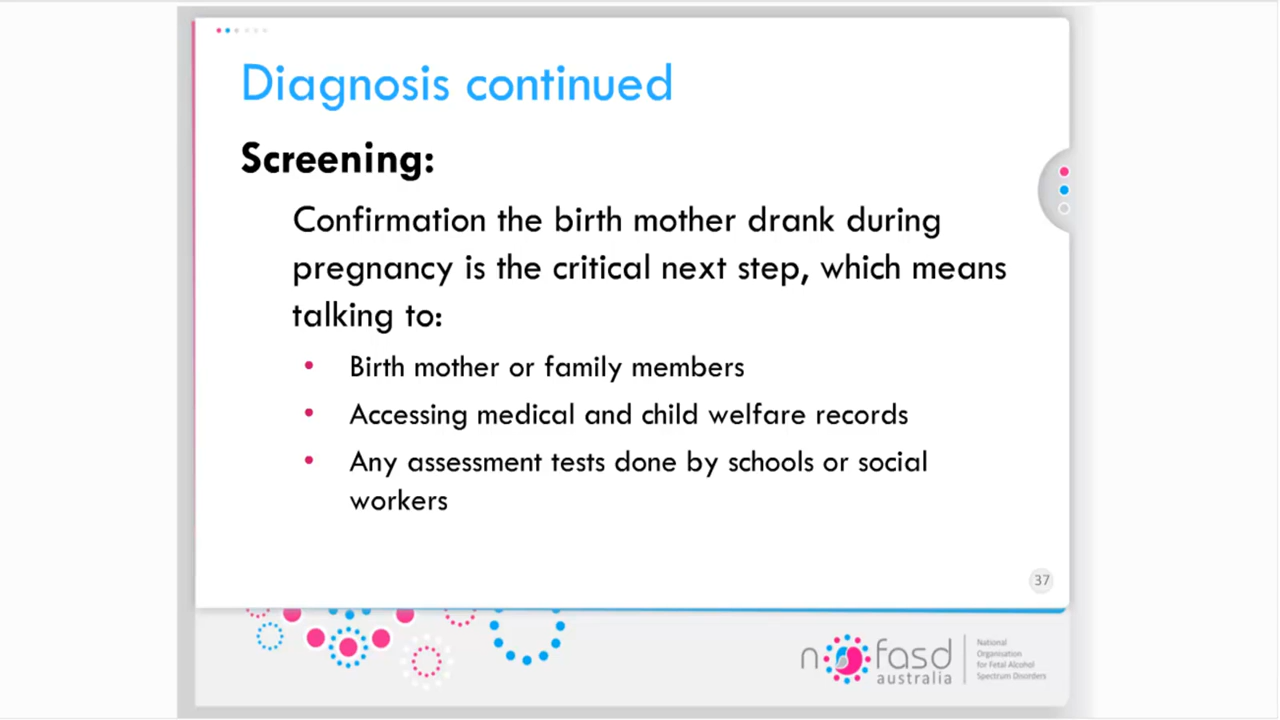 Diagnosis continued
Screening:
Confirmation the birth mother drank during
pregnancy is the critical next step, which means
talking to:
• Birth mother or family members
• Accessing medical and child welfare records
• Any assessment tests done by schools or social
workers
37
nofasd
australia
National
Organisation
for Fetal Alcohol
Spectrum Disorders